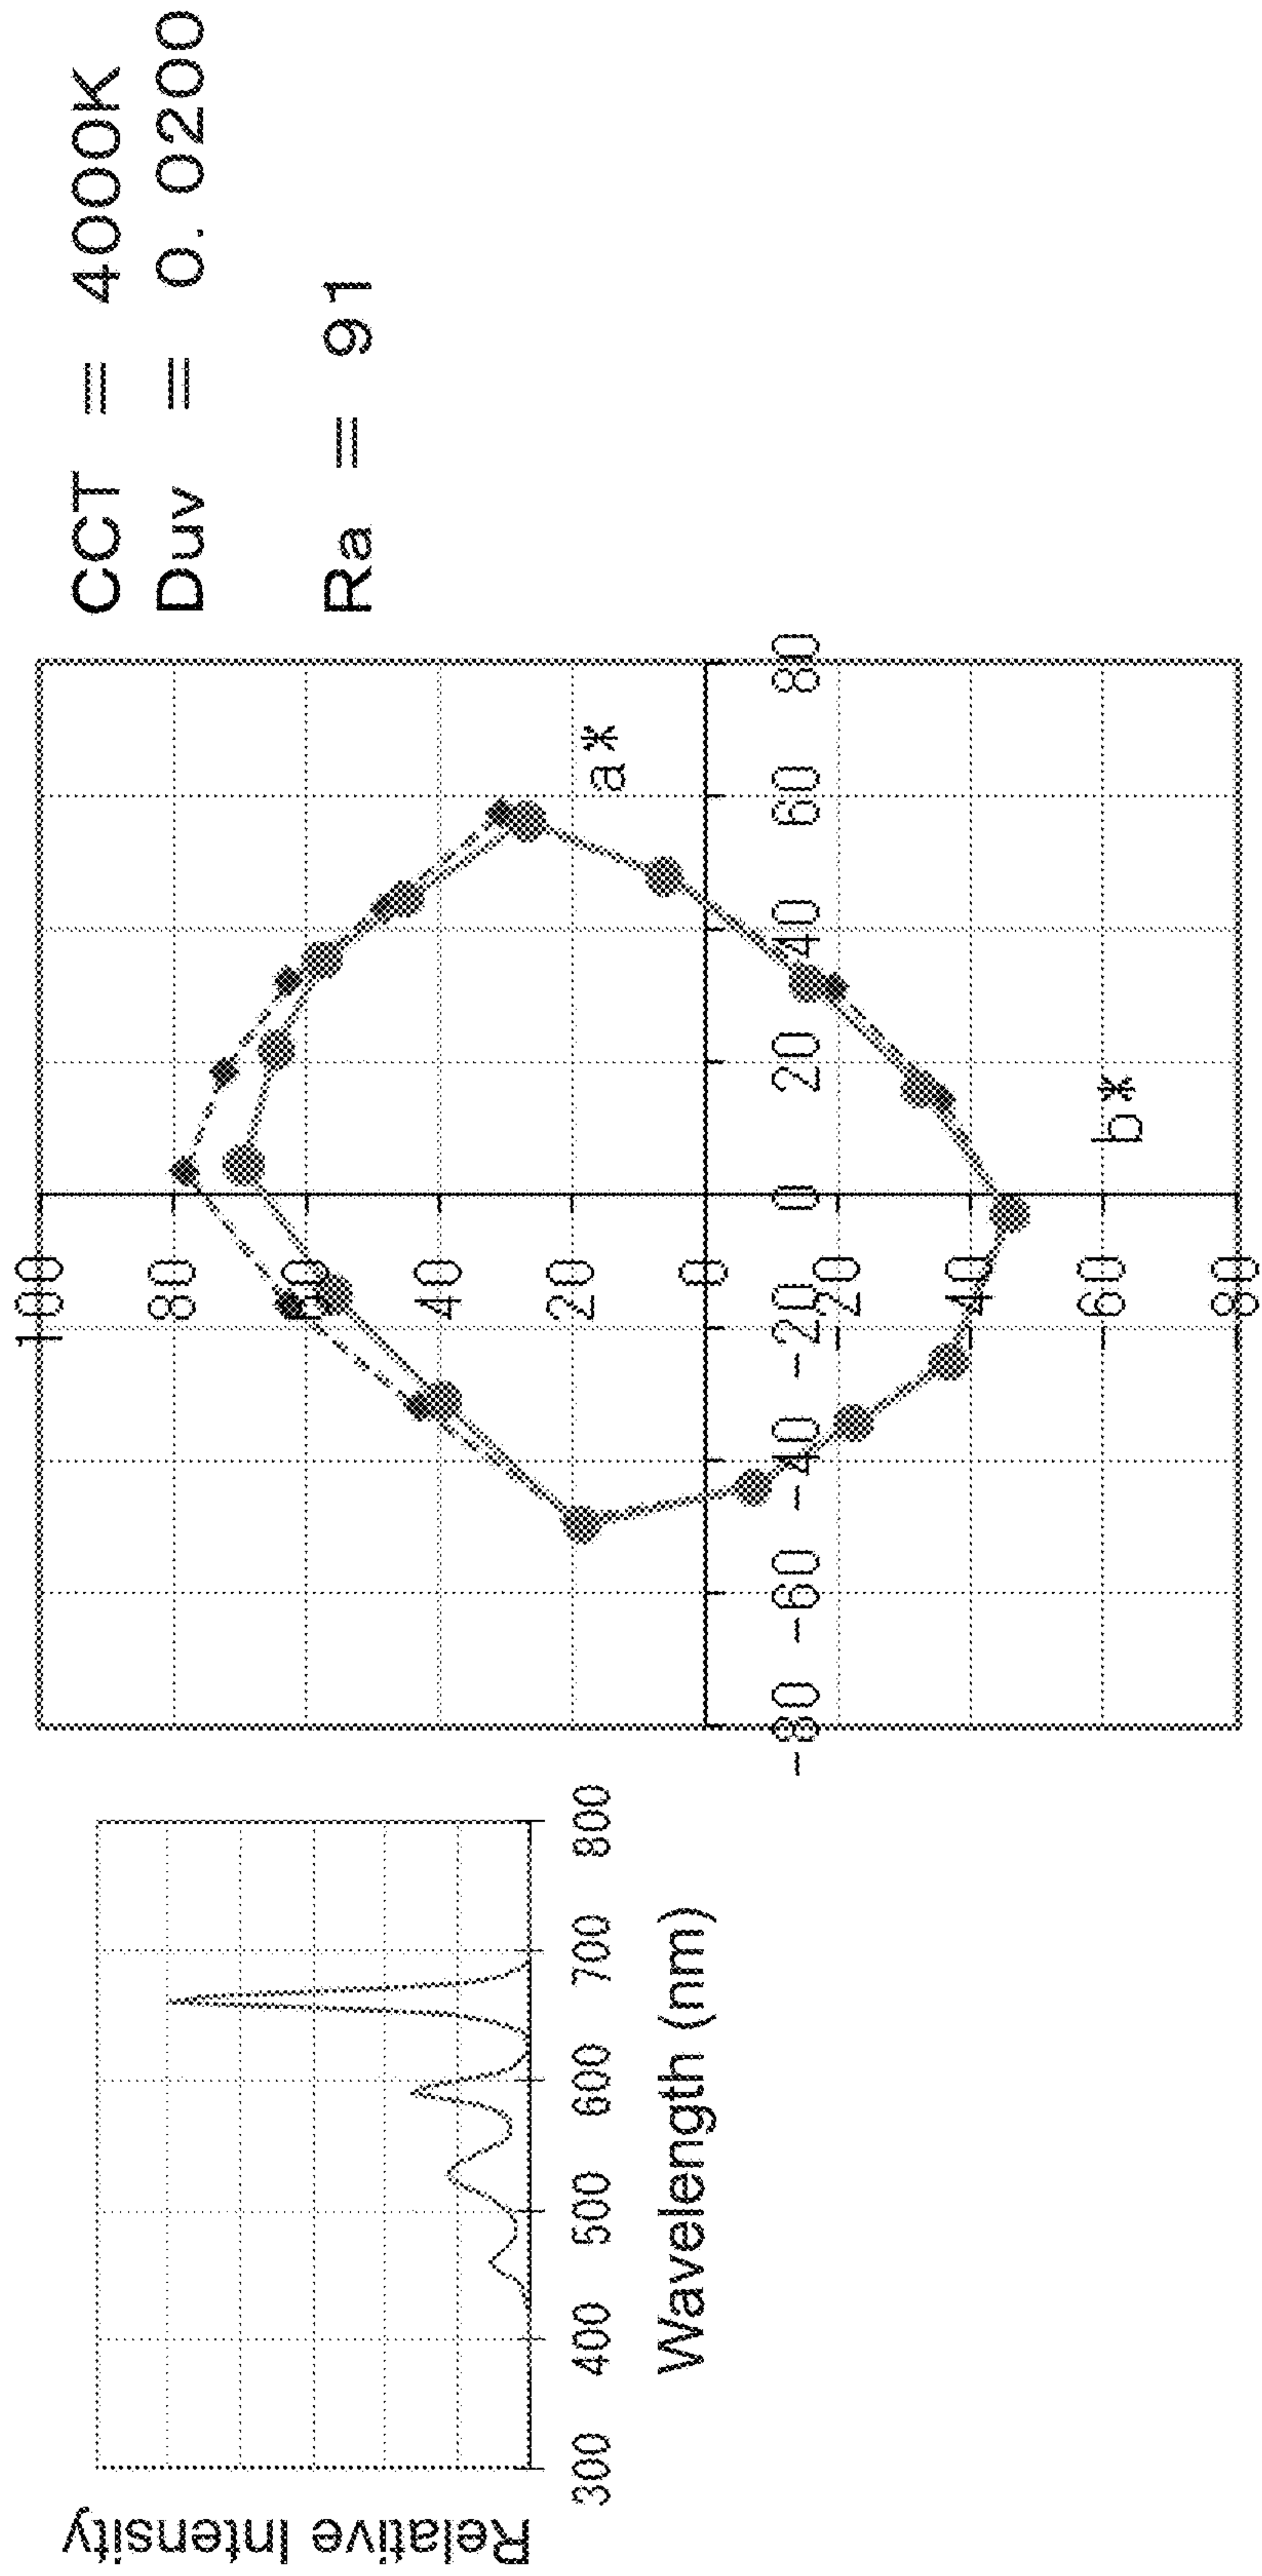 Relative Intensity
300 400 500 600 700 800
Wavelength (nm)
100
80
60
40
20
0
-20
-40
-60
-80
-80 -60 -40 -20 0 20 40 60 80
a*
b*
CCT = 4000K
Duv = 0.0200
Ra = 91